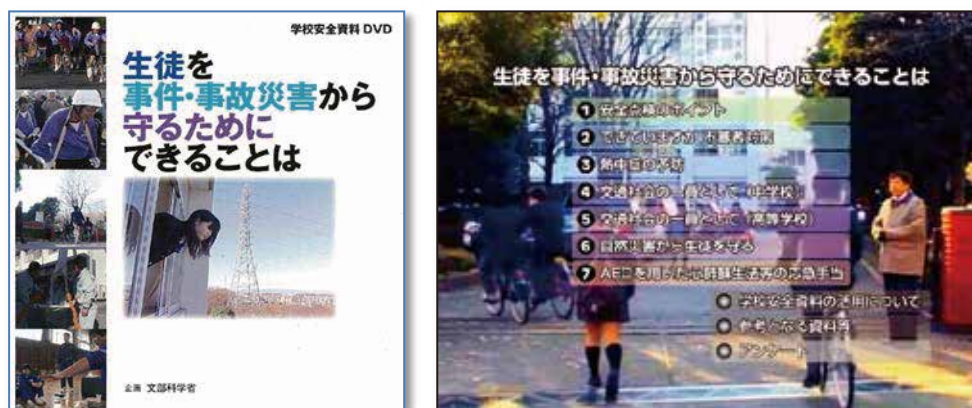 学校安全資料 DVD
生徒を
事件・事故災害から
守るために
できることは
企画 文部科学省
生徒を事件・事故災害から守るためにできることは
1 安全点検のポイント
2 できていますか 不審者対策
3 熱中症の予防
4 交通社会の一員として（中学校）
5 交通社会の一員として（高等学校）
6 自然災害から生徒を守る
7 AEDを用いた心肺蘇生法等の応急手当
学校安全資料の活用について
参考となる資料等
アンケート